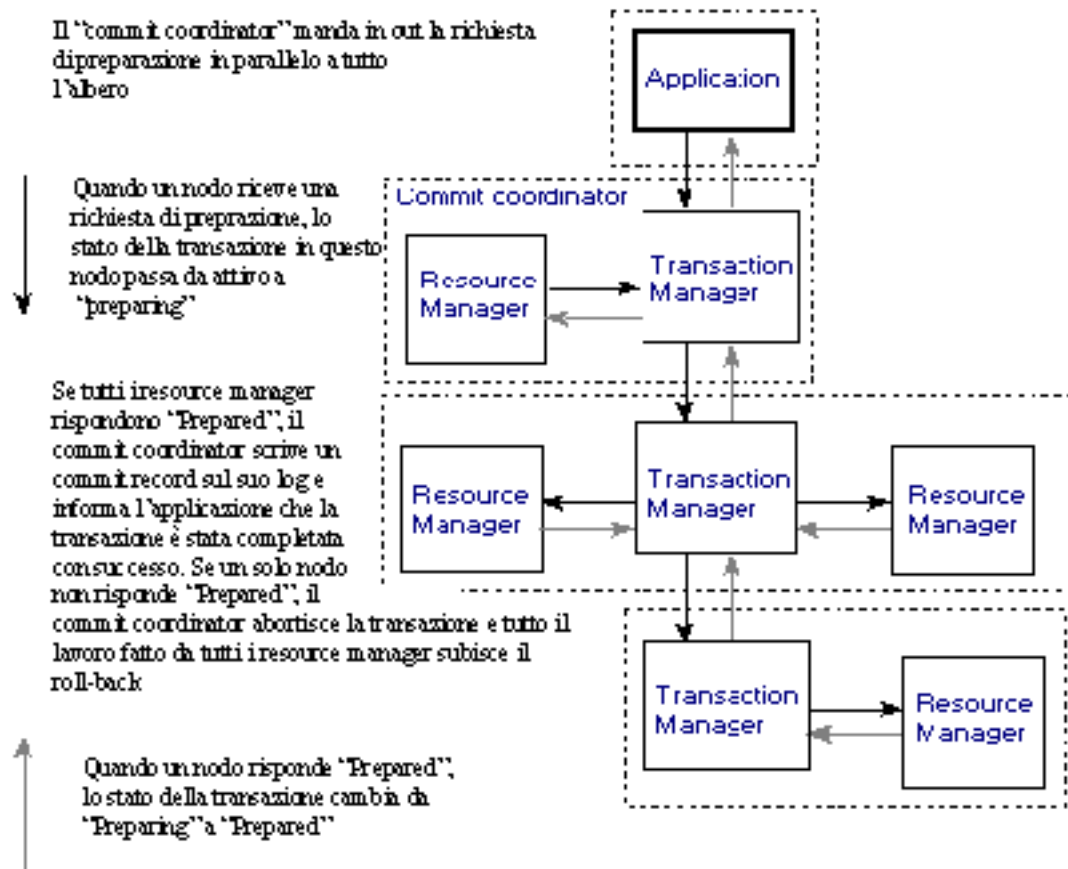 Il “commit coordinator” manda in out la richiesta
di preparazione in parallelo a tutto
l’albero
Application
Quando un nodo riceve una
richiesta di preprazione, lo
stato della transazione in questo
nodo passa da attivo a
“preparing”
Commit coordinator
Resource
Manager
Transaction
Manager
Se tutti i resource manager
rispondono “Prepared”, il
commit coordinator scrive un
commit record sul suo log e
informa l’applicazione che la
transazione è stata completata
con successo. Se un solo nodo
non risponde “Prepared”, il
commit coordinator abortisce la transazione e tutto il
lavoro fatto da tutti i resource manager subisce il
roll-back
Resource
Manager
Transaction
Manager
Resource
Manager
Transaction
Manager
Resource
Manager
Quando un nodo risponde “Prepared”,
lo stato della transazione cambia da
“Preparing” a “Prepared”